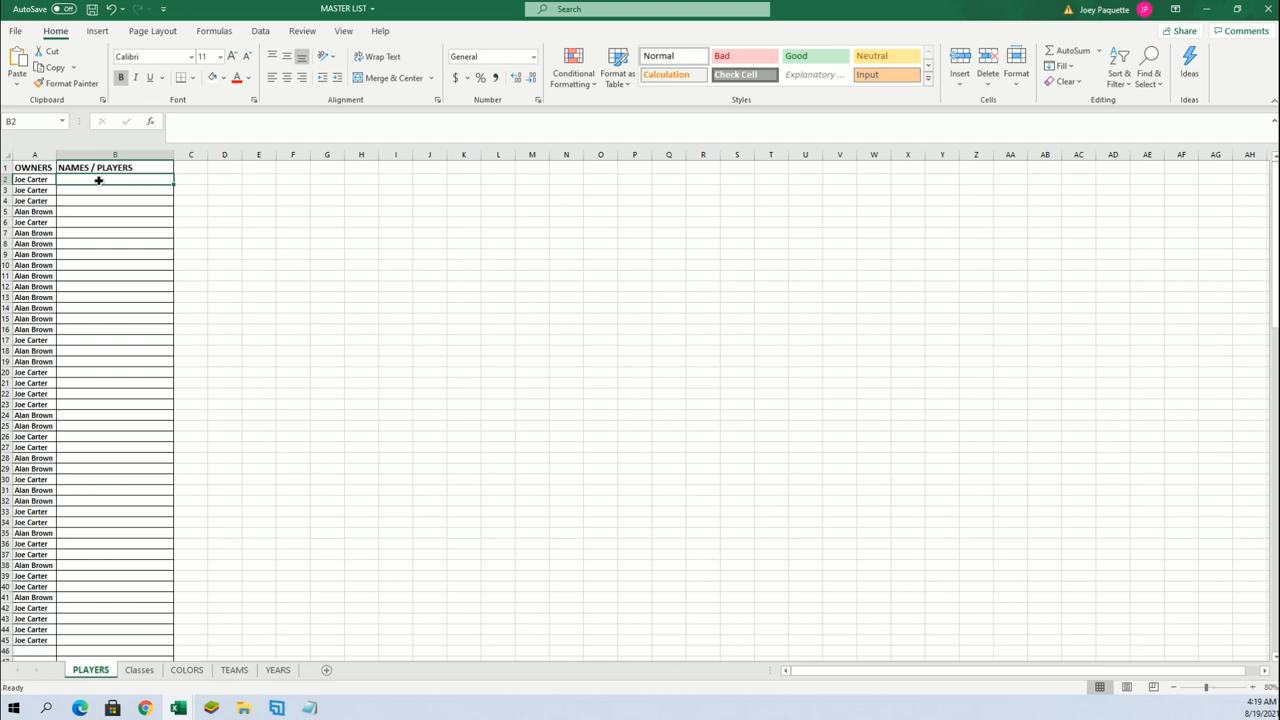 AutoSave Off MASTER LIST Search Joey Paquette JP
File Home Insert Page Layout Formulas Data Review View Help Share Comments
Paste Cut Copy Format Painter Clipboard
Calibri 11 A A B I U A Font
ab Wrap Text Merge & Center Alignment
General $ % , Number
Conditional Formatting Format as Table
Normal Bad Good Neutral
Calculation Check Cell Explanatory ... Input
Styles
Insert Delete Format Cells
AutoSum Fill Clear Sort & Filter Find & Select Editing
Ideas Ideas
B2 fx
A B C D E F G H I J K L M N O P Q R S T U V W X Y Z AA AB AC AD AE AF AG AH
1 OWNERS NAMES / PLAYERS
2 Joe Carter
3 Joe Carter
4 Joe Carter
5 Alan Brown
6 Joe Carter
7 Alan Brown
8 Alan Brown
9 Alan Brown
10 Alan Brown
11 Alan Brown
12 Alan Brown
13 Alan Brown
14 Alan Brown
15 Alan Brown
16 Alan Brown
17 Joe Carter
18 Alan Brown
19 Alan Brown
20 Joe Carter
21 Joe Carter
22 Joe Carter
23 Joe Carter
24 Alan Brown
25 Alan Brown
26 Joe Carter
27 Joe Carter
28 Alan Brown
29 Alan Brown
30 Joe Carter
31 Alan Brown
32 Alan Brown
33 Joe Carter
34 Joe Carter
35 Alan Brown
36 Joe Carter
37 Joe Carter
38 Alan Brown
39 Joe Carter
40 Joe Carter
41 Alan Brown
42 Joe Carter
43 Joe Carter
44 Joe Carter
45 Joe Carter
46
PLAYERS Classes COLORS TEAMS YEARS
Ready 80%
4:19 AM